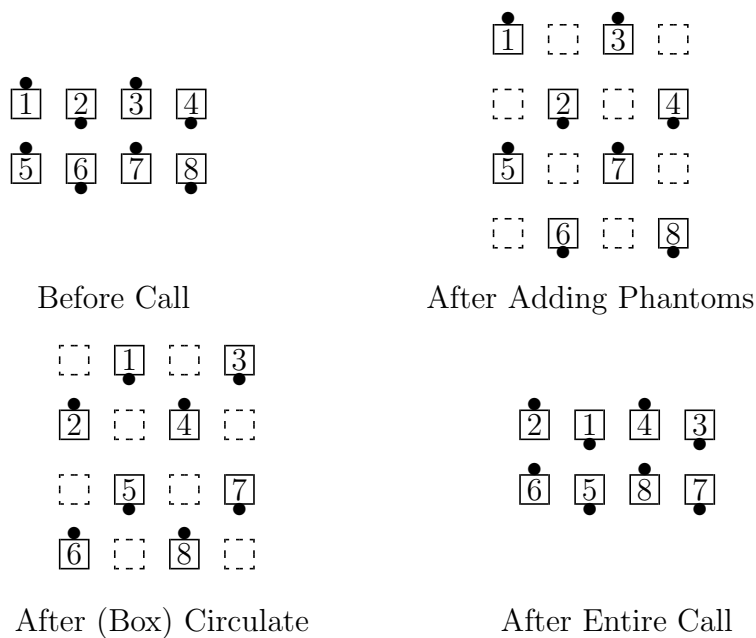 1 2 3 4
5 6 7 8
Before Call
1 3
2 4
5 7
6 8
After Adding Phantoms
1 3
2 4
5 7
6 8
After (Box) Circulate
2 1 4 3
6 5 8 7
After Entire Call